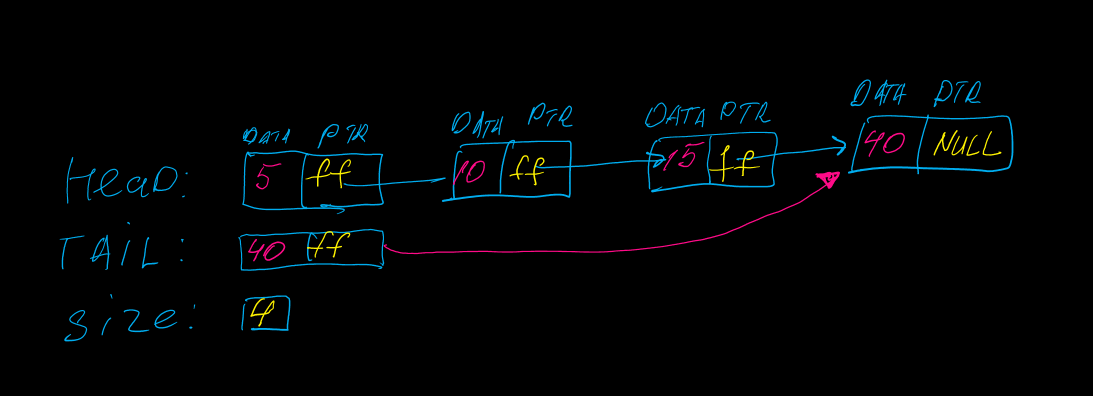 DATA PTR
DATA PTR
DATA PTR
DATA PTR
HeaD: 5 ff 10 ff 15 ff 40 NULL
TAIL: 40 ff
size: 4